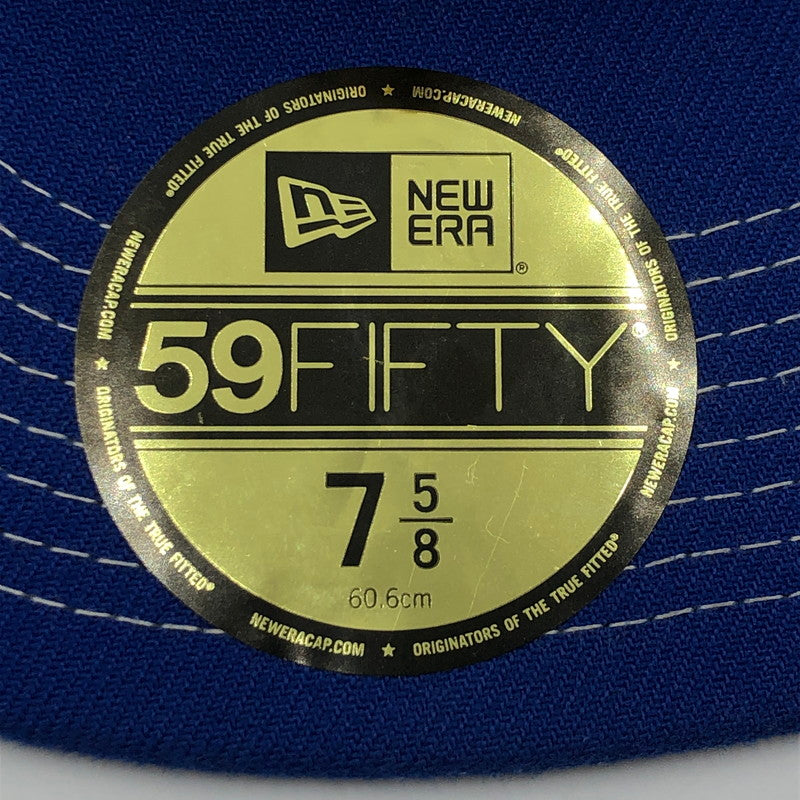 NEWERACAP.COM ★ ORIGINATORS OF THE TRUE FITTED®
NEWERACAP.COM ★ ORIGINATORS OF THE TRUE FITTED®
NEWERACAP.COM ★ ORIGINATORS OF THE TRUE FITTED®
NEWERACAP.COM ★ ORIGINATORS OF THE TRUE FITTED®
NE
NEW
ERA®
59FIFTY®
7 5/8
60.6cm